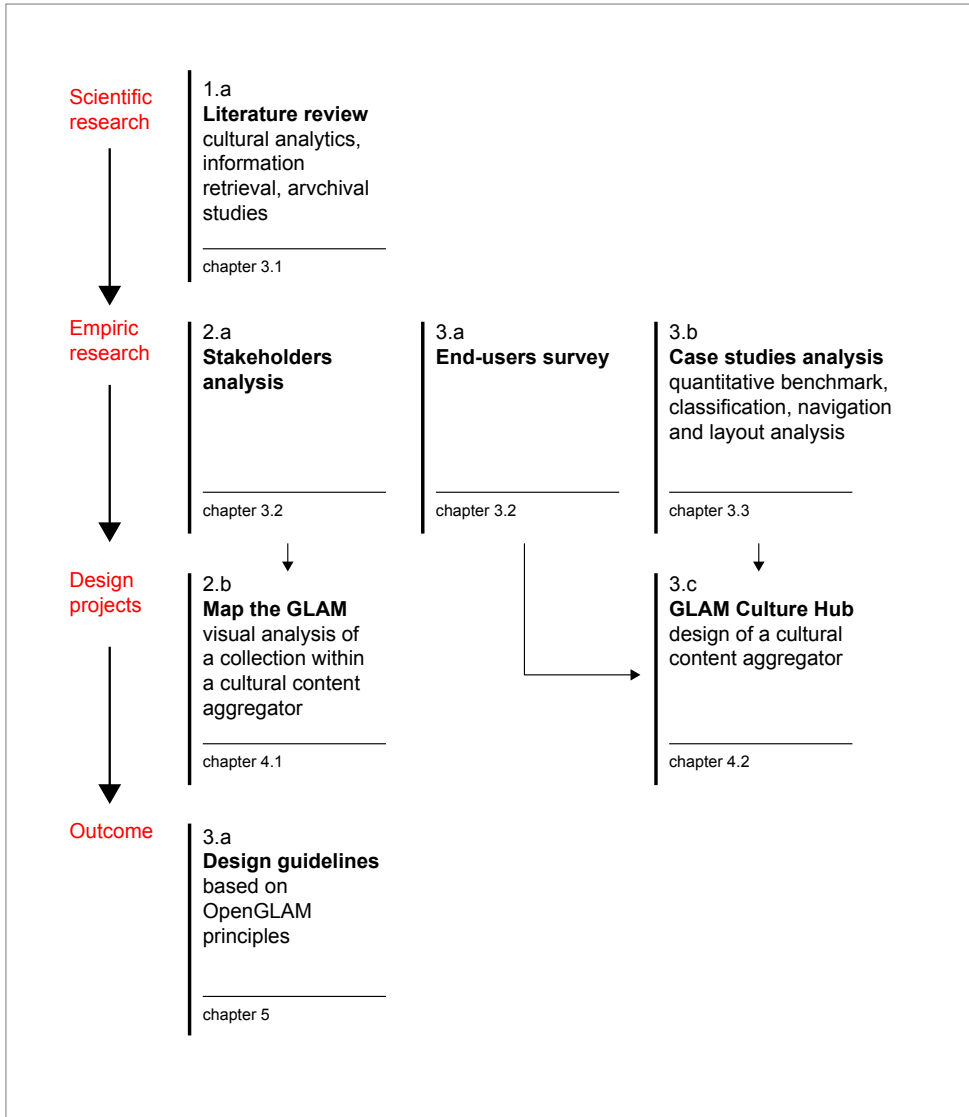 Scientific
research
1.a
Literature review
cultural analytics,
information
retrieval, arvchival
studies
chapter 3.1
Empiric
research
2.a
Stakeholders
analysis
chapter 3.2
3.a
End-users survey
chapter 3.2
3.b
Case studies analysis
quantitative benchmark,
classification, navigation
and layout analysis
chapter 3.3
Design
projects
2.b
Map the GLAM
visual analysis of
a collection within
a cultural content
aggregator
chapter 4.1
3.c
GLAM Culture Hub
design of a cultural
content aggregator
chapter 4.2
Outcome
3.a
Design guidelines
based on
OpenGLAM
principles
chapter 5